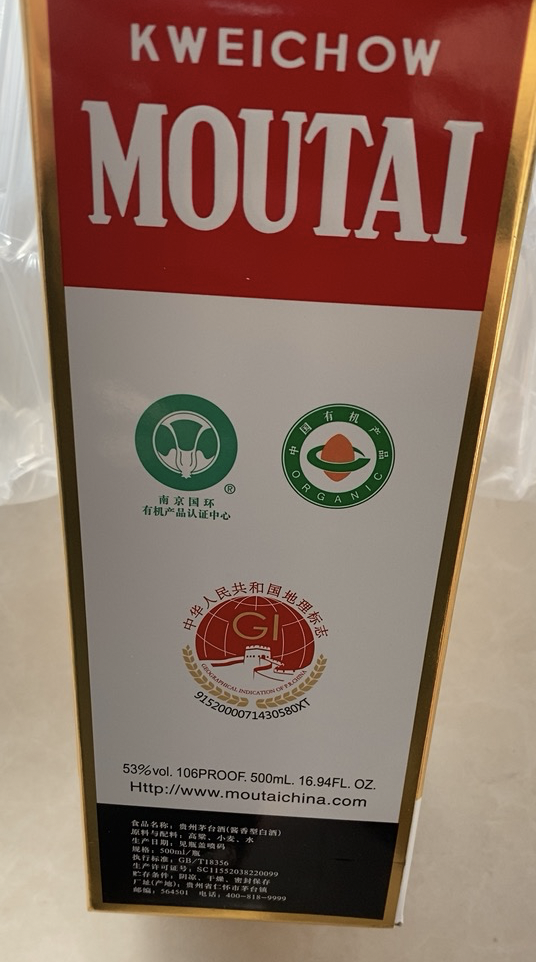 KWEICHOW
MOUTAI
南京国环
有机产品认证中心
®
中国有机产品
ORGANIC
中华人民共和国地理标志
GI
GEOGRAPHICAL INDICATION OF P.R.CHINA
9152000071430580XT
53%vol. 106PROOF. 500mL. 16.94FL. OZ.
Http://www.moutaichina.com
食品名称：贵州茅台酒(酱香型白酒)
原料与配料：高粱、小麦、水
生产日期：见瓶盖喷码
规格：500ml/瓶
执行标准：GB/T18356
生产许可证号：SC11552038220099
贮存条件：阴凉、干燥、密封保存
厂址(产地)：贵州省仁怀市茅台镇
邮编：564501 电话：400-818-9999